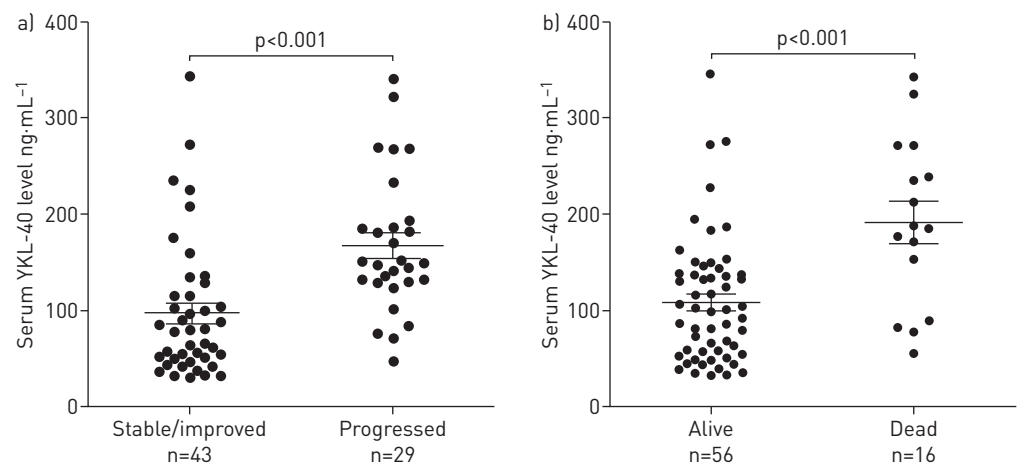 a)
Serum YKL-40 level ng·mL⁻¹
400
300
200
100
0
p<0.001
Stable/improved
n=43
Progressed
n=29
b)
Serum YKL-40 level ng·mL⁻¹
400
300
200
100
0
p<0.001
Alive
n=56
Dead
n=16